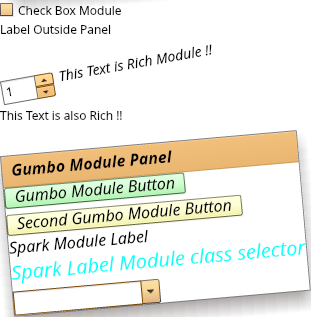 Check Box Module
Label Outside Panel
This Text is Rich Module !!
1
This Text is also Rich !!
Gumbo Module Panel
Gumbo Module Button
Second Gumbo Module Button
Spark Module Label
Spark Label Module class selector